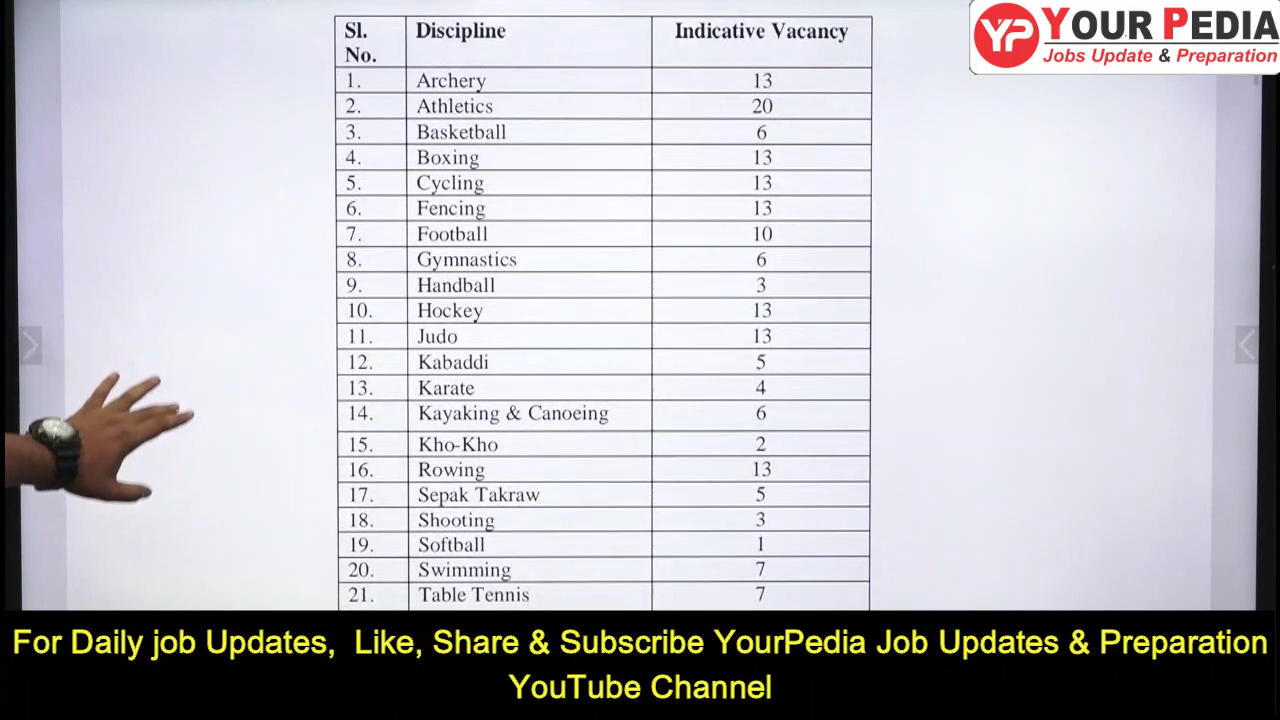 Sl. No. Discipline Indicative Vacancy
1. Archery 13
2. Athletics 20
3. Basketball 6
4. Boxing 13
5. Cycling 13
6. Fencing 13
7. Football 10
8. Gymnastics 6
9. Handball 3
10. Hockey 13
11. Judo 13
12. Kabaddi 5
13. Karate 4
14. Kayaking & Canoeing 6
15. Kho-Kho 2
16. Rowing 13
17. Sepak Takraw 5
18. Shooting 3
19. Softball 1
20. Swimming 7
21. Table Tennis 7
YP YOUR PEDIA
Jobs Update & Preparation
For Daily job Updates, Like, Share & Subscribe YourPedia Job Updates & Preparation
YouTube Channel